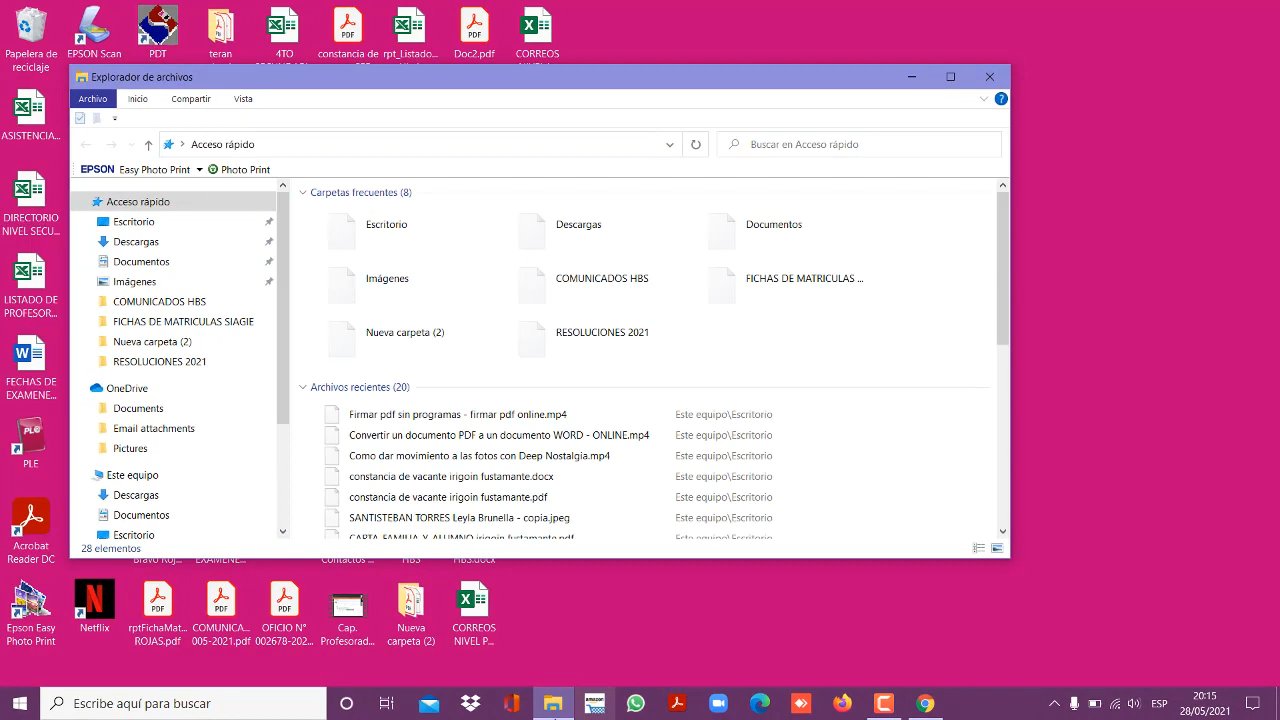 Papelera de reciclaje
EPSON Scan
PDT
teran
4TO
constancia de
rpt_Listado...
Doc2.pdf
CORREOS
Explorador de archivos
Archivo
Inicio
Compartir
Vista
Acceso rápido
Buscar en Acceso rápido
EPSON Easy Photo Print
Photo Print
Acceso rápido
Escritorio
Descargas
Documentos
Imágenes
COMUNICADOS HBS
FICHAS DE MATRICULAS SIAGIE
Nueva carpeta (2)
RESOLUCIONES 2021
OneDrive
Documents
Email attachments
Pictures
Este equipo
Descargas
Documentos
Escritorio
Carpetas frecuentes (8)
Escritorio
Descargas
Documentos
Imágenes
COMUNICADOS HBS
FICHAS DE MATRICULAS ...
Nueva carpeta (2)
RESOLUCIONES 2021
Archivos recientes (20)
Firmar pdf sin programas - firmar pdf online.mp4 Este equipo\Escritorio
Convertir un documento PDF a un documento WORD - ONLINE.mp4 Este equipo\Escritorio
Como dar movimiento a las fotos con Deep Nostalgia.mp4 Este equipo\Escritorio
constancia de vacante irigoin fustamante.docx Este equipo\Escritorio
constancia de vacante irigoin fustamante.pdf Este equipo\Escritorio
SANTISTEBAN TORRES Leyla Brunella - copia.jpeg Este equipo\Escritorio
CARTA FAMILIA Y ALUMNO irigoin fustamante.pdf Este equipo\Escritorio
28 elementos
ASISTENCIA...
DIRECTORIO
NIVEL SECU...
LISTADO DE
PROFESOR...
FECHAS DE
EXAMENE...
PLE
Acrobat
Reader DC
Epson Easy
Photo Print
Netflix
rptFichaMat...
ROJAS.pdf
COMUNICA...
005-2021.pdf
OFICIO N°
002678-202...
Cap.
Profesorad...
Nueva
carpeta (2)
CORREOS
NIVEL P...
Escribe aquí para buscar
amazon
ESP
20:15
28/05/2021